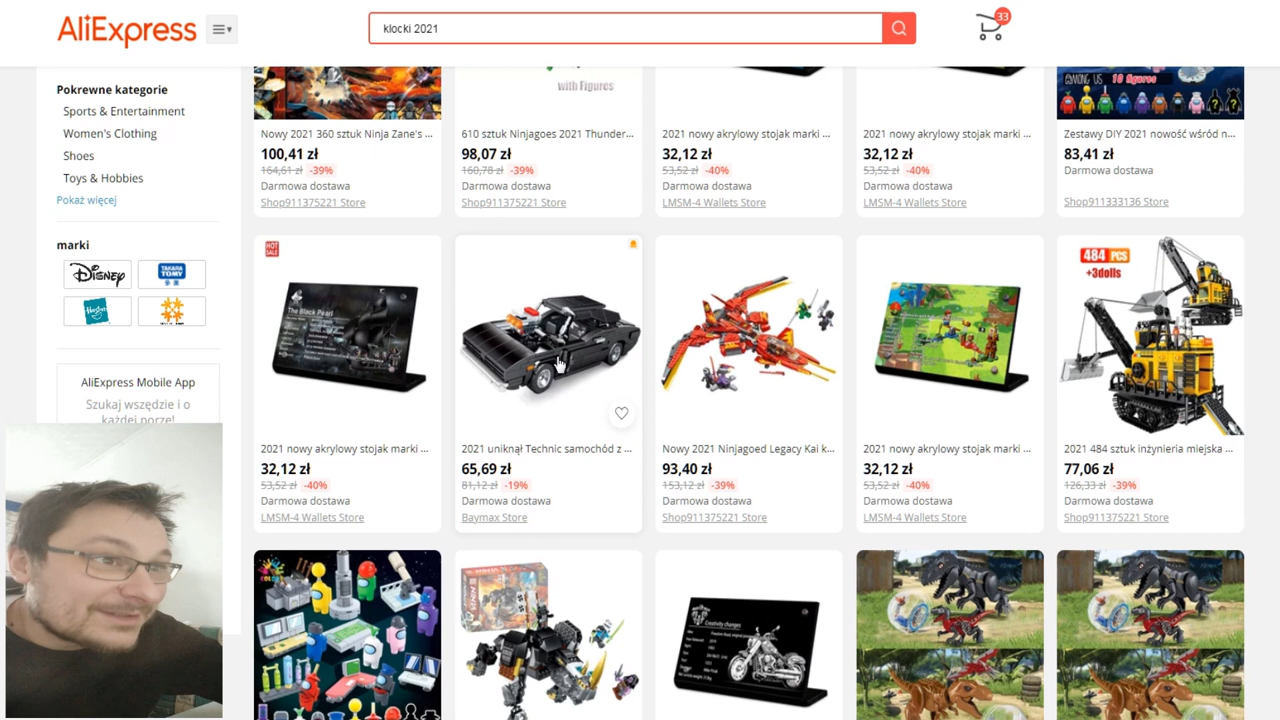 AliExpress
klocki 2021
33
Pokrewne kategorie
Sports & Entertainment
Women's Clothing
Shoes
Toys & Hobbies
Pokaż więcej
marki
Disney
TAKARA TOMY
Hasbro
AliExpress Mobile App
Szukaj wszędzie i o
każdej porze!
with Figures
AMONG US 10 figures
Nowy 2021 360 sztuk Ninja Zane's ...
100,41 zł
164,61 zł -39%
Darmowa dostawa
Shop911375221 Store
610 sztuk Ninjagoes 2021 Thunder...
98,07 zł
160,78 zł -39%
Darmowa dostawa
Shop911375221 Store
2021 nowy akrylowy stojak marki ...
32,12 zł
53,52 zł -40%
Darmowa dostawa
LMSM-4 Wallets Store
2021 nowy akrylowy stojak marki ...
32,12 zł
53,52 zł -40%
Darmowa dostawa
LMSM-4 Wallets Store
Zestawy DIY 2021 nowość wśród n...
83,41 zł
Darmowa dostawa
Shop911333136 Store
HOT
SALE
The Black Pearl
2021 nowy akrylowy stojak marki ...
32,12 zł
53,52 zł -40%
Darmowa dostawa
LMSM-4 Wallets Store
2021 uniknął Technic samochód z ...
65,69 zł
81,12 zł -19%
Darmowa dostawa
Baymax Store
Nowy 2021 Ninjagoed Legacy Kai k...
93,40 zł
153,12 zł -39%
Darmowa dostawa
Shop911375221 Store
2021 nowy akrylowy stojak marki ...
32,12 zł
53,52 zł -40%
Darmowa dostawa
LMSM-4 Wallets Store
484 PCS
+3dolls
2021 484 sztuk inżynieria miejska ...
77,06 zł
126,33 zł -39%
Darmowa dostawa
Shop911375221 Store
Creativity changes